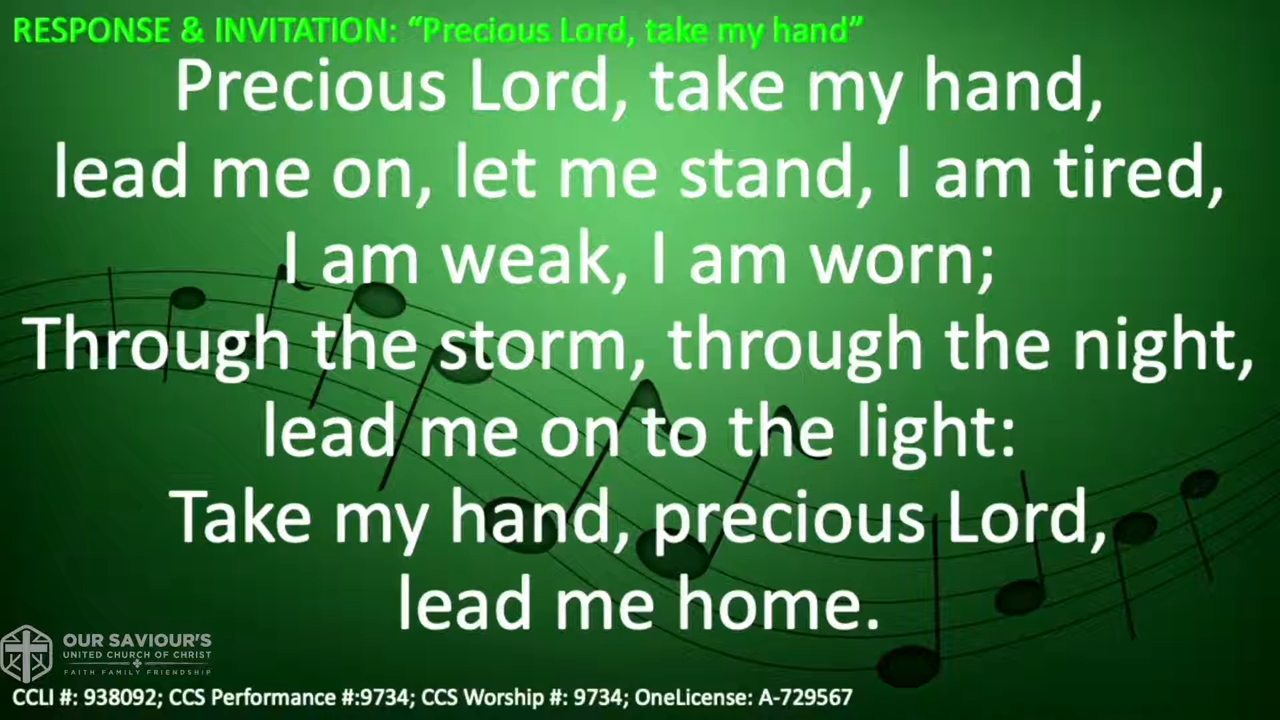 RESPONSE & INVITATION: “Precious Lord, take my hand”
Precious Lord, take my hand,
lead me on, let me stand, I am tired,
I am weak, I am worn;
Through the storm, through the night,
lead me on to the light:
Take my hand, precious Lord,
lead me home.
OUR SAVIOUR'S
UNITED CHURCH OF CHRIST
FAITH FAMILY FRIENDSHIP
CCLI #: 938092; CCS Performance #:9734; CCS Worship #: 9734; OneLicense: A-729567